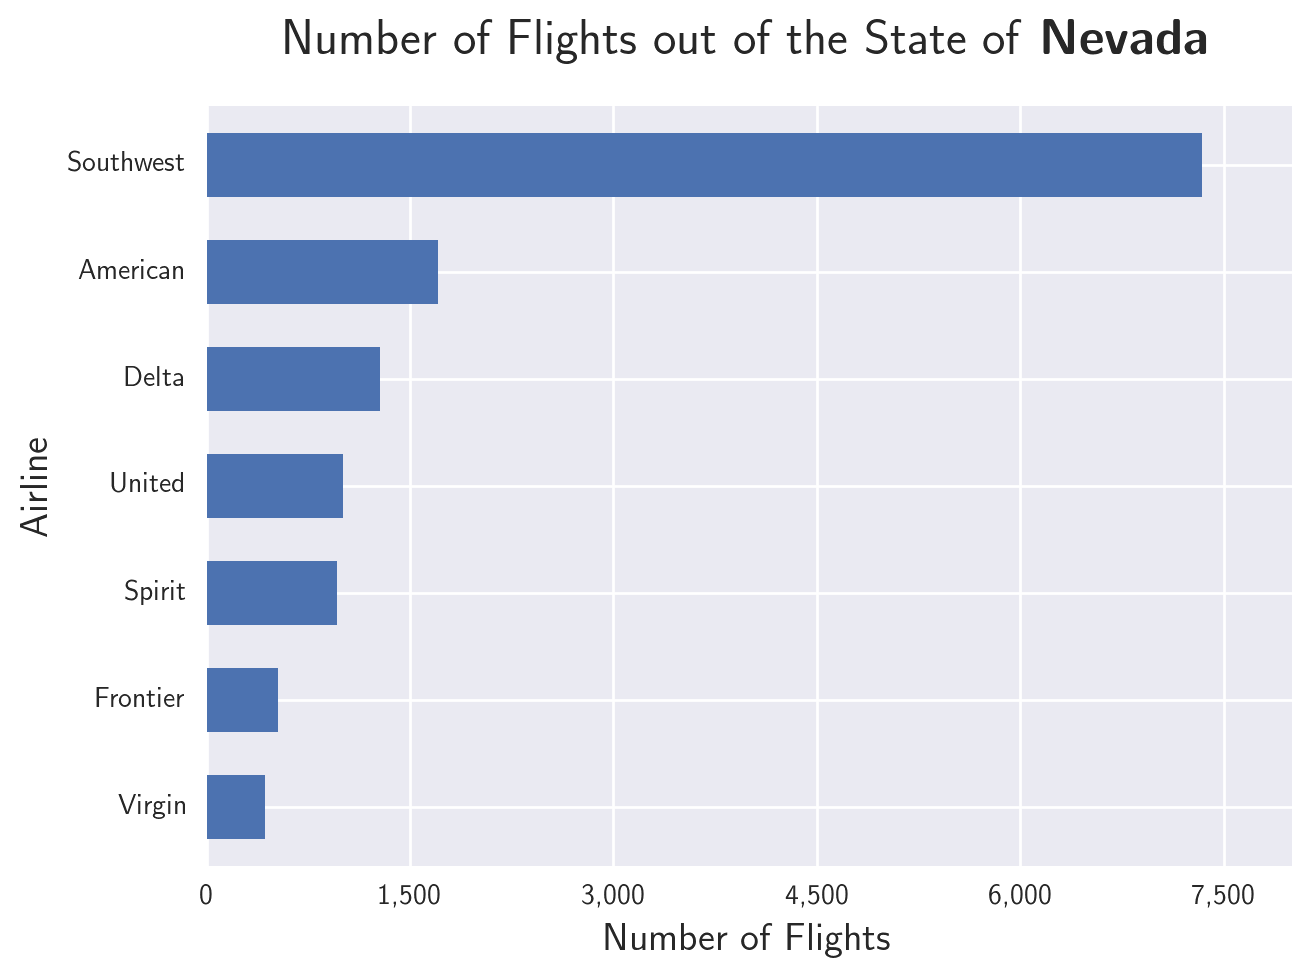 Number of Flights out of the State of Nevada
Southwest
American
Delta
United
Spirit
Frontier
Virgin
Airline
0 1,500 3,000 4,500 6,000 7,500
Number of Flights